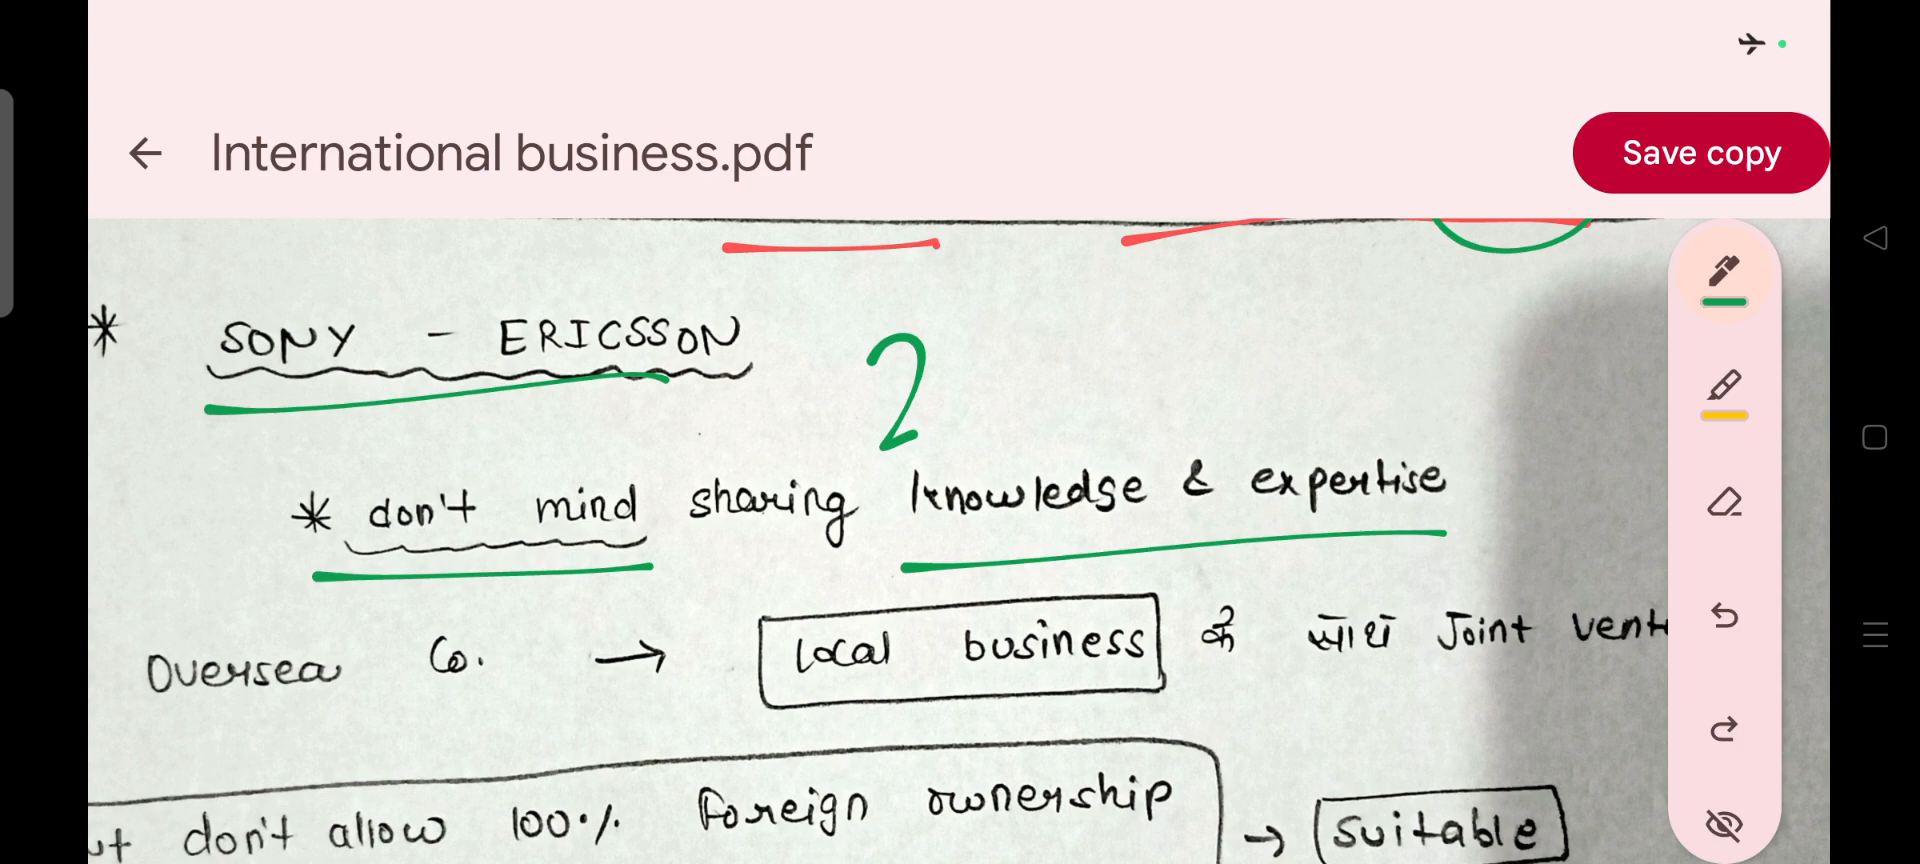 International business.pdf
Save copy
* SONY - ERICSSON 2
* don't mind sharing knowledge & expertise
Oversea Co. → local business के साथ Joint
don't allow 100% foreign ownership → suitable